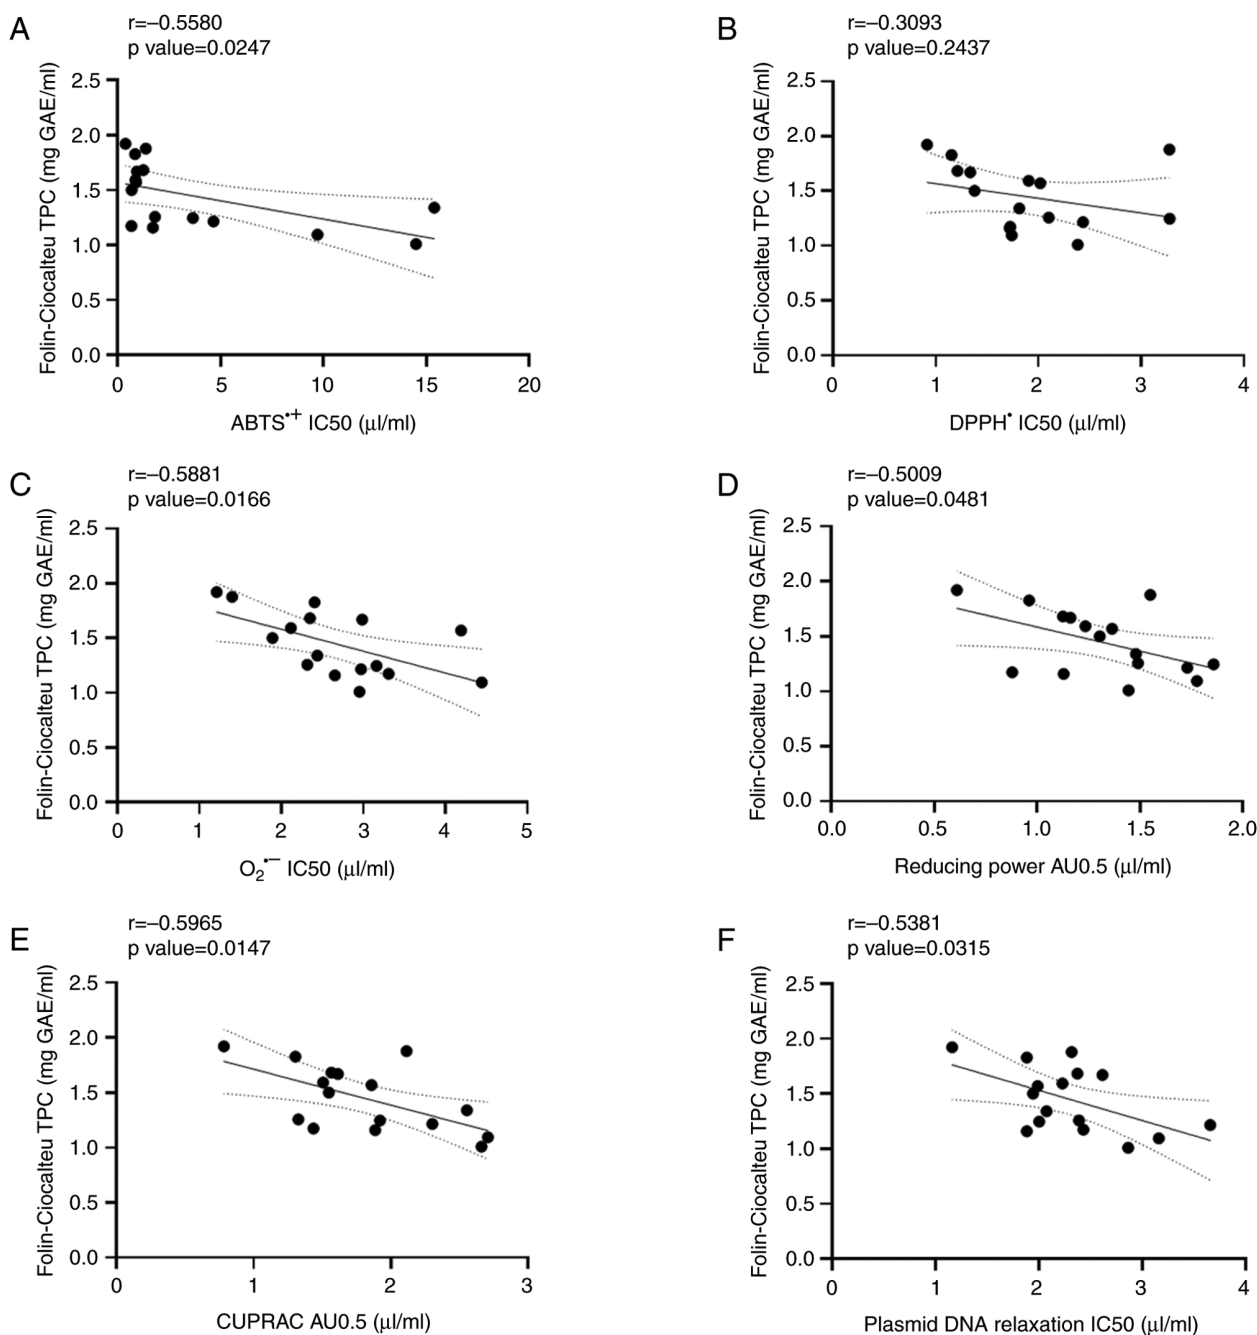 A
r=–0.5580
p value=0.0247
Folin-Ciocalteu TPC (mg GAE/ml)
2.5
2.0
1.5
1.0
0.5
0.0
0 5 10 15 20
ABTS•+ IC50 (µl/ml)
B
r=–0.3093
p value=0.2437
Folin-Ciocalteu TPC (mg GAE/ml)
2.5
2.0
1.5
1.0
0.5
0.0
0 1 2 3 4
DPPH• IC50 (µl/ml)
C
r=–0.5881
p value=0.0166
Folin-Ciocalteu TPC (mg GAE/ml)
2.5
2.0
1.5
1.0
0.5
0.0
0 1 2 3 4 5
O2•– IC50 (µl/ml)
D
r=–0.5009
p value=0.0481
Folin-Ciocalteu TPC (mg GAE/ml)
2.5
2.0
1.5
1.0
0.5
0.0
0.0 0.5 1.0 1.5 2.0
Reducing power AU0.5 (µl/ml)
E
r=–0.5965
p value=0.0147
Folin-Ciocalteu TPC (mg GAE/ml)
2.5
2.0
1.5
1.0
0.5
0.0
0 1 2 3
CUPRAC AU0.5 (µl/ml)
F
r=–0.5381
p value=0.0315
Folin-Ciocalteu TPC (mg GAE/ml)
2.5
2.0
1.5
1.0
0.5
0.0
0 1 2 3 4
Plasmid DNA relaxation IC50 (µl/ml)